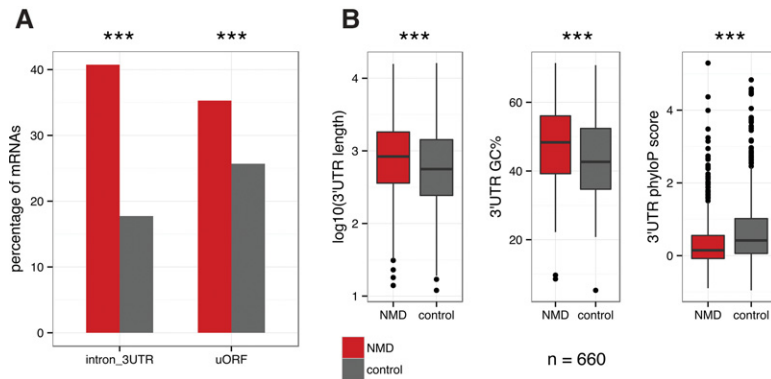 A
***
***
percentage of mRNAs
40
30
20
10
0
intron_3UTR
uORF
B
***
log10(3'UTR length)
4
3
2
1
NMD
control
***
3'UTR GC%
60
40
20
NMD
control
***
3'UTR phyloP score
4
2
0
NMD
control
NMD
control
n = 660